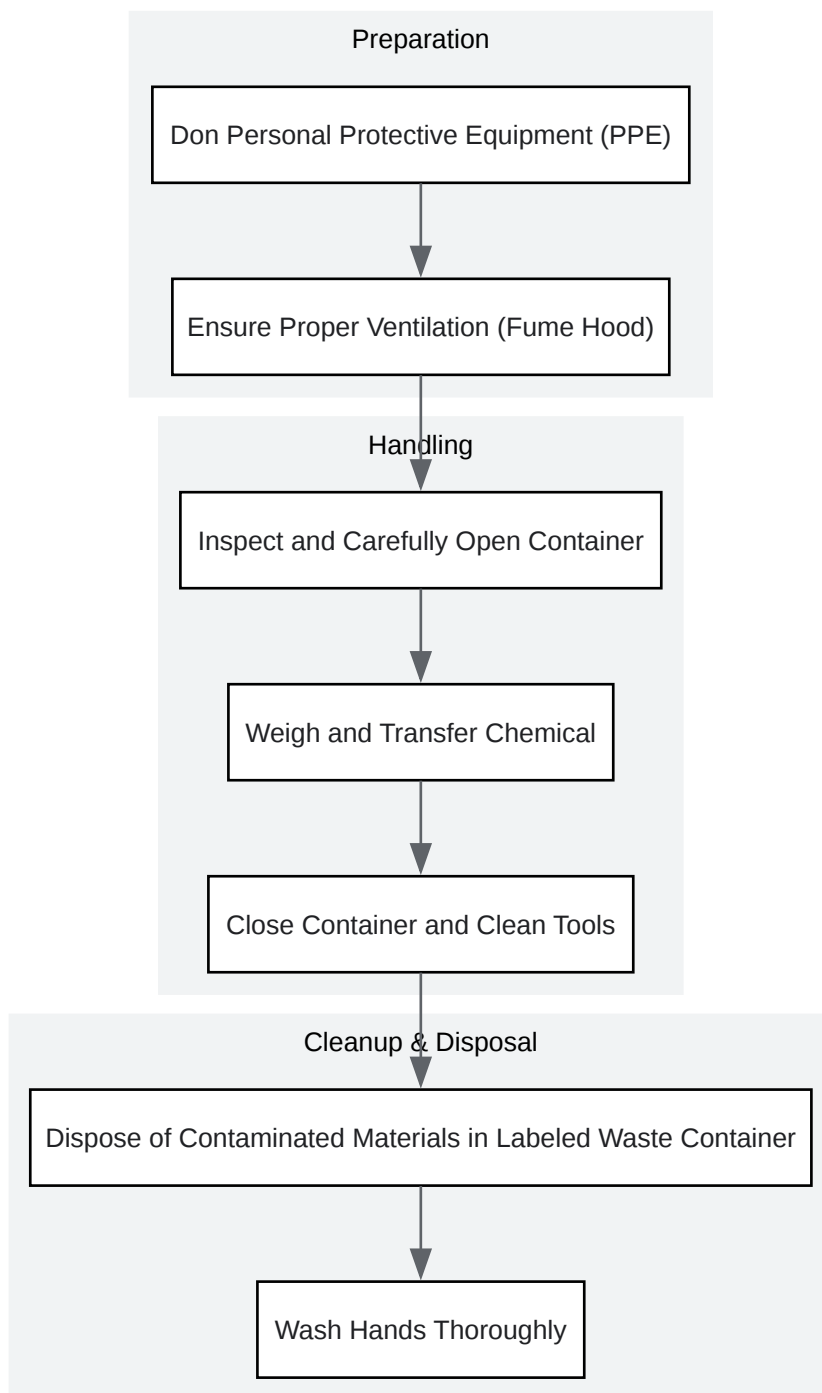 Preparation
Don Personal Protective Equipment (PPE)
Ensure Proper Ventilation (Fume Hood)
Handling
Inspect and Carefully Open Container
Weigh and Transfer Chemical
Close Container and Clean Tools
Cleanup & Disposal
Dispose of Contaminated Materials in Labeled Waste Container
Wash Hands Thoroughly